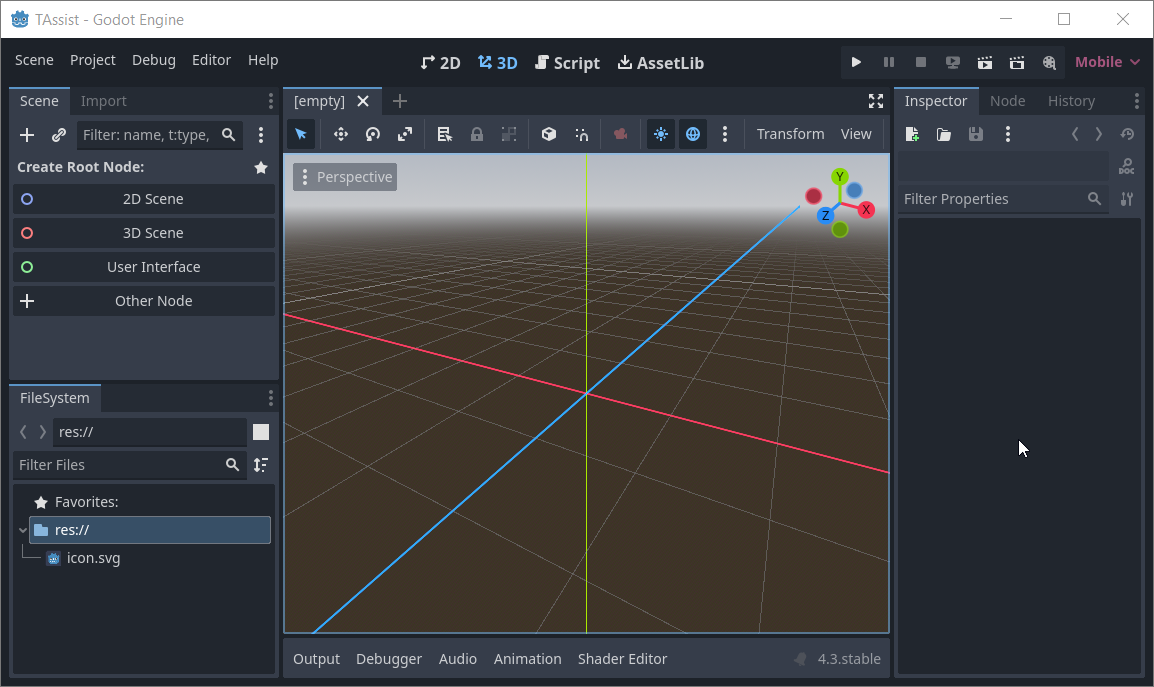 TAssist - Godot Engine
Scene Project Debug Editor Help
2D 3D Script AssetLib
Mobile
Scene Import
[empty]
Inspector Node History
Filter: name, t:type,
Transform View
Create Root Node:
2D Scene
3D Scene
User Interface
Other Node
Perspective
Y
X
Z
DOC
Filter Properties
FileSystem
res://
Filter Files
Favorites:
res://
icon.svg
Output Debugger Audio Animation Shader Editor 4.3.stable